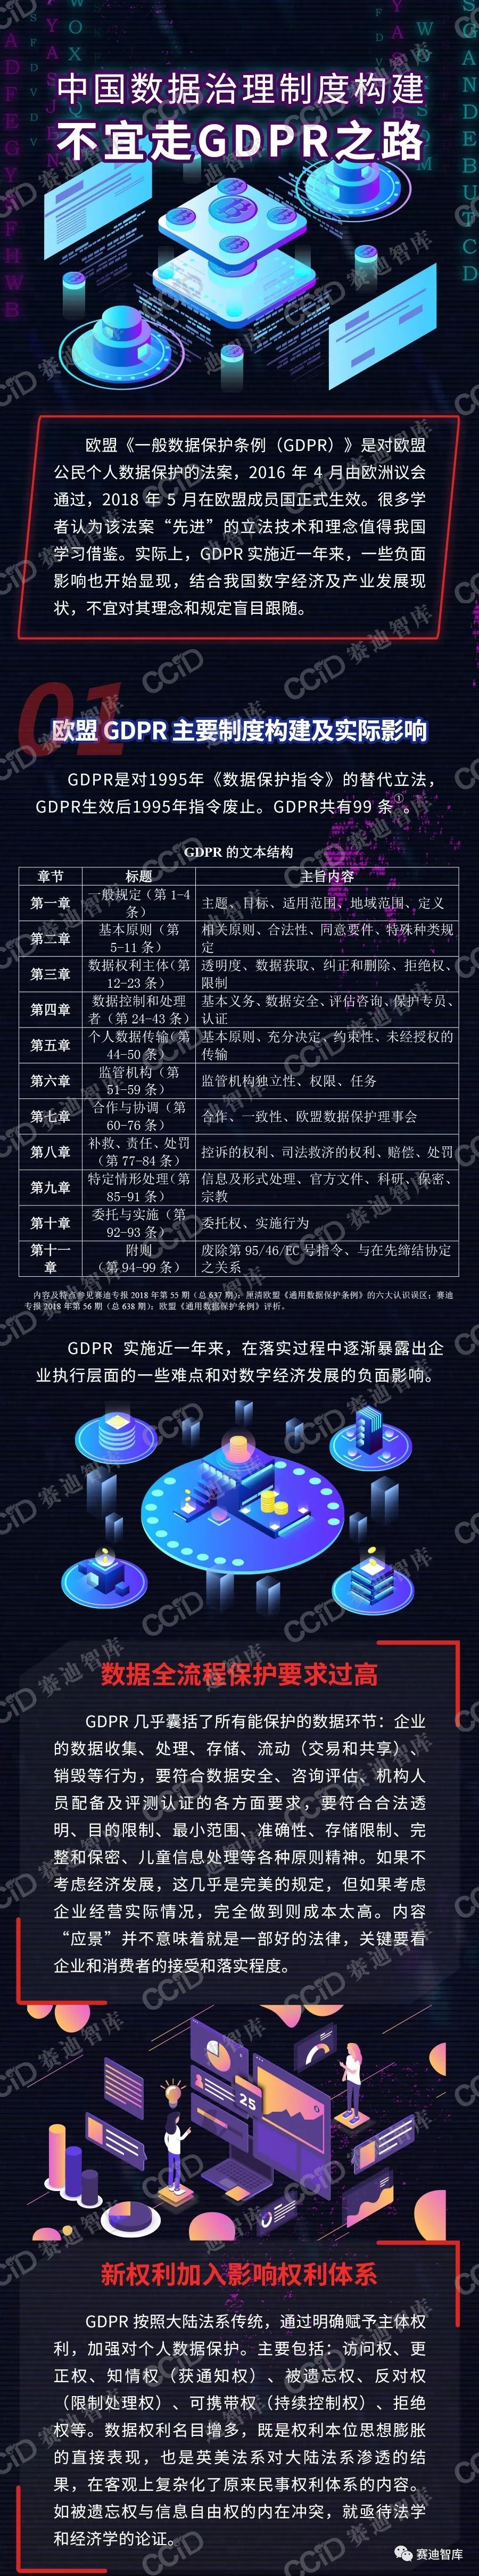 中国数据治理制度构建
不宜走GDPR之路
欧盟《一般数据保护条例（GDPR）》是对欧盟
公民个人数据保护的法案，2016 年 4 月由欧洲议会
通过，2018 年 5 月在欧盟成员国正式生效。很多学
者认为该法案“先进”的立法技术和理念值得我国
学习借鉴。实际上，GDPR 实施近一年来，一些负面
影响也开始显现，结合我国数字经济及产业发展现
状，不宜对其理念和规定盲目跟随。
01
欧盟 GDPR 主要制度构建及实际影响
GDPR是对1995年《数据保护指令》的替代立法，
GDPR生效后1995年指令废止。GDPR共有99 条①。
GDPR 的文本结构
章节 标题 主旨内容
第一章 一般规定（第 1-4 条） 主题、目标、适用范围、地域范围、定义
第二章 基本原则（第 5-11 条） 相关原则、合法性、同意要件、特殊种类规定
第三章 数据权利主体（第 12-23 条） 透明度、数据获取、纠正和删除、拒绝权、限制
第四章 数据控制和处理者（第 24-43 条） 基本义务、数据安全、评估咨询、保护专员、认证
第五章 个人数据传输（第 44-50 条） 基本原则、充分决定、约束性、未经授权的传输
第六章 监管机构（第 51-59 条） 监管机构独立性、权限、任务
第七章 合作与协调（第 60-76 条） 合作、一致性、欧盟数据保护理事会
第八章 补救、责任、处罚（第 77-84 条） 控诉的权利、司法救济的权利、赔偿、处罚
第九章 特定情形处理（第 85-91 条） 信息及形式处理、官方文件、科研、保密、宗教
第十章 委托与实施（第 92-93 条） 委托权、实施行为
第十一章 附则（第 94-99 条） 废除第 95/46/EC 号指令、与在先缔结协定之关系
内容及特点参见赛迪专报 2018 年第 55 期（总 637 期）：厘清欧盟《通用数据保护条例》的六大认识误区；赛迪
专报 2018 年第 56 期（总 638 期）：欧盟《通用数据保护条例》评析。
GDPR 实施近一年来，在落实过程中逐渐暴露出企
业执行层面的一些难点和对数字经济发展的负面影响。
数据全流程保护要求过高
GDPR 几乎囊括了所有能保护的数据环节：企业
的数据收集、处理、存储、流动（交易和共享）、
销毁等行为，要符合数据安全、咨询评估、机构人
员配备及评测认证的各方面要求，要符合合法透
明、目的限制、最小范围、准确性、存储限制、完
整和保密、儿童信息处理等各种原则精神。如果不
考虑经济发展，这几乎是完美的规定，但如果考虑
企业经营实际情况，完全做到则成本太高。内容
“应景”并不意味着就是一部好的法律，关键要看
企业和消费者的接受和落实程度。
25
新权利加入影响权利体系
GDPR 按照大陆法系传统，通过明确赋予主体权
利，加强对个人数据保护。主要包括：访问权、更
正权、知情权（获通知权）、被遗忘权、反对权
（限制处理权）、可携带权（持续控制权）、拒绝
权等。数据权利名目增多，既是权利本位思想膨胀
的直接表现，也是英美法系对大陆法系渗透的结
果，在客观上复杂化了原来民事权利体系的内容。
如被遗忘权与信息自由权的内在冲突，就亟待法学
和经济学的论证。
赛迪智库